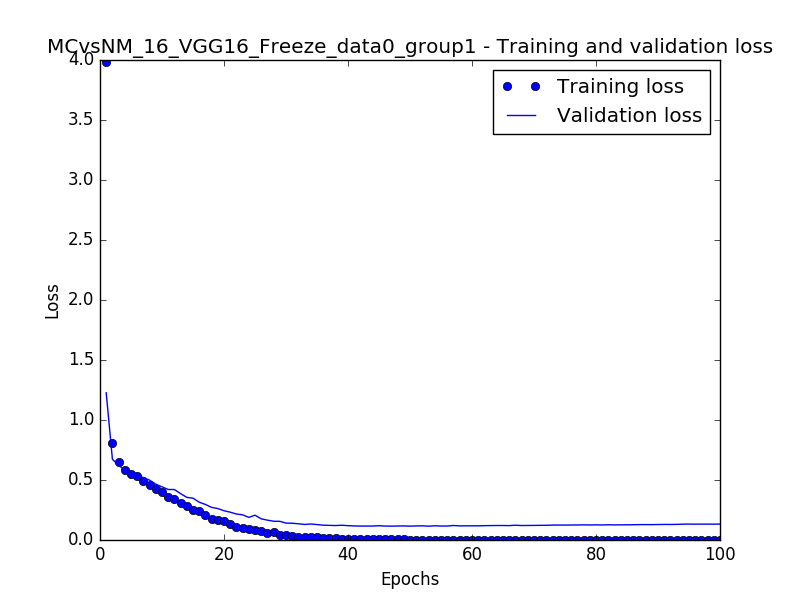 MCvsNM_16_VGG16_Freeze_data0_group1 - Training and validation loss
4.0
3.5
3.0
2.5
2.0
1.5
1.0
0.5
0.0
Loss
Training loss
Validation loss
0 20 40 60 80 100
Epochs